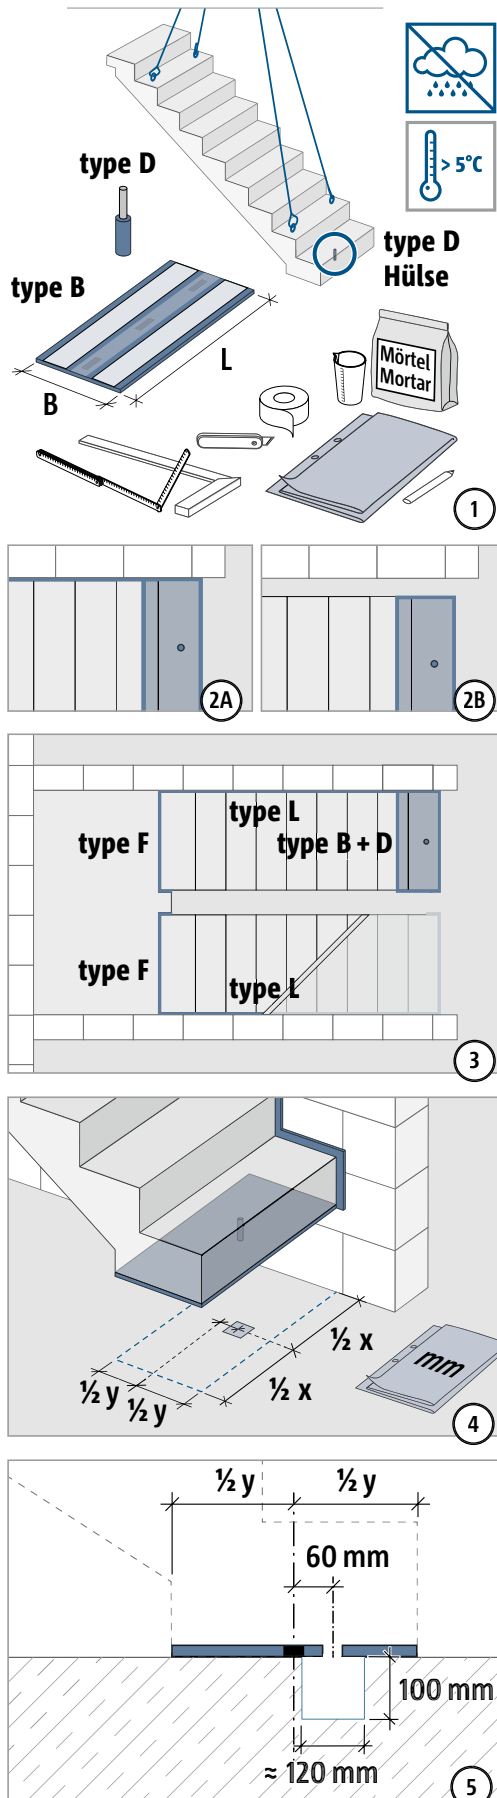 > 5°C
type D
type D
Hülse
type B
L
B
Mörtel
Mortar
1
2A
2B
type L
type F
type B + D
type F
type L
3
½ x
½ x
½ y
½ y
mm
4
½ y
½ y
60 mm
100 mm
≈ 120 mm
5